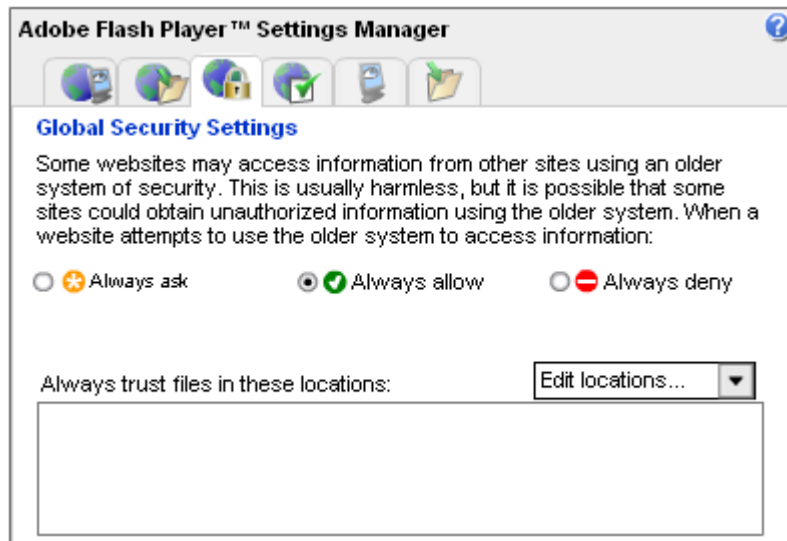 Adobe Flash Player™ Settings Manager
?
Global Security Settings
Some websites may access information from other sites using an older
system of security. This is usually harmless, but it is possible that some
sites could obtain unauthorized information using the older system. When a
website attempts to use the older system to access information:
Always ask Always allow Always deny
Always trust files in these locations: Edit locations...